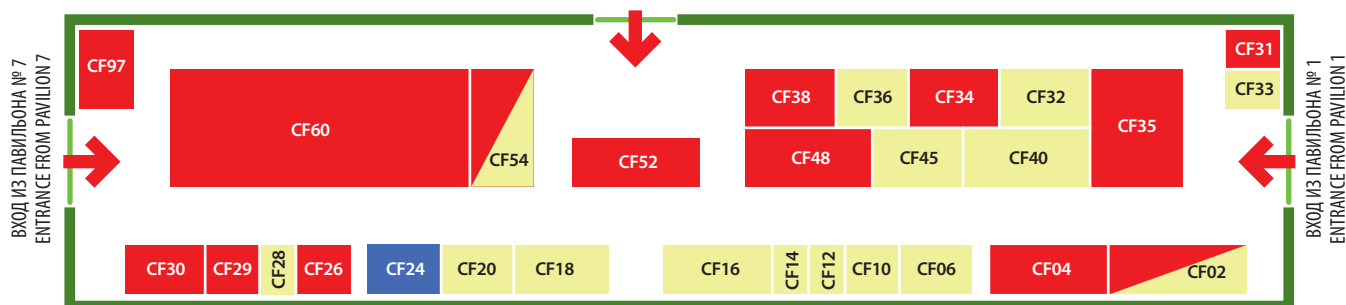 ВХОД ИЗ ПАВИЛЬОНА № 7
ENTRANCE FROM PAVILION 7
CF97
CF60
CF54
CF52
CF38
CF36
CF34
CF32
CF35
CF48
CF45
CF40
CF31
CF33
ВХОД ИЗ ПАВИЛЬОНА № 1
ENTRANCE FROM PAVILION 1
CF30
CF29
CF28
CF26
CF24
CF20
CF18
CF16
CF14
CF12
CF10
CF06
CF04
CF02